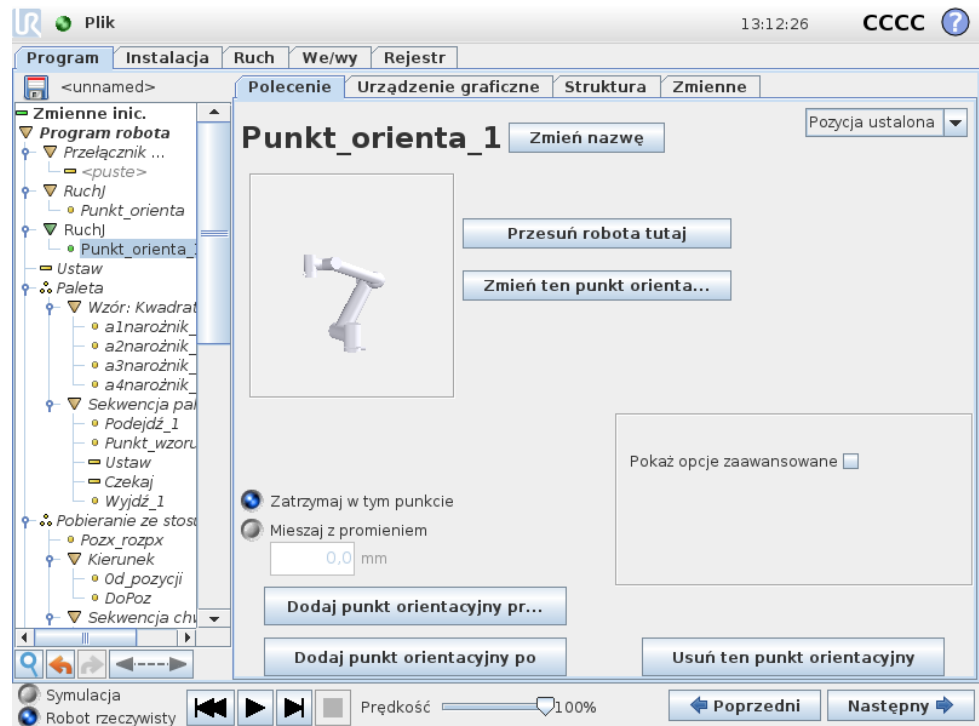 UR Plik 13:12:26 CCCC ?
Program Instalacja Ruch We/wy Rejestr
<unnamed> Polecenie Urządzenie graficzne Struktura Zmienne
Zmienne inic.
Program robota
Przełącznik ...
<puste>
RuchJ
Punkt_orienta
RuchJ
Punkt_orienta_
Ustaw
Paleta
Wzór: Kwadrat
a1narożnik_
a2narożnik_
a3narożnik_
a4narożnik_
Sekwencja pal
Podejdź_1
Punkt_wzoru
Ustaw
Czekaj
Wyjdź_1
Pobieranie ze stosu
Pozx_rozpx
Kierunek
Od_pozycji
DoPoz
Sekwencja chw
Punkt_orienta_1 Zmień nazwę Pozycja ustalona
Przesuń robota tutaj
Zmień ten punkt orienta...
Pokaż opcje zaawansowane
Zatrzymaj w tym punkcie
Mieszaj z promieniem
0,0 mm
Dodaj punkt orientacyjny pr...
Dodaj punkt orientacyjny po Usuń ten punkt orientacyjny
Symulacja
Robot rzeczywisty Prędkość 100% Poprzedni Następny